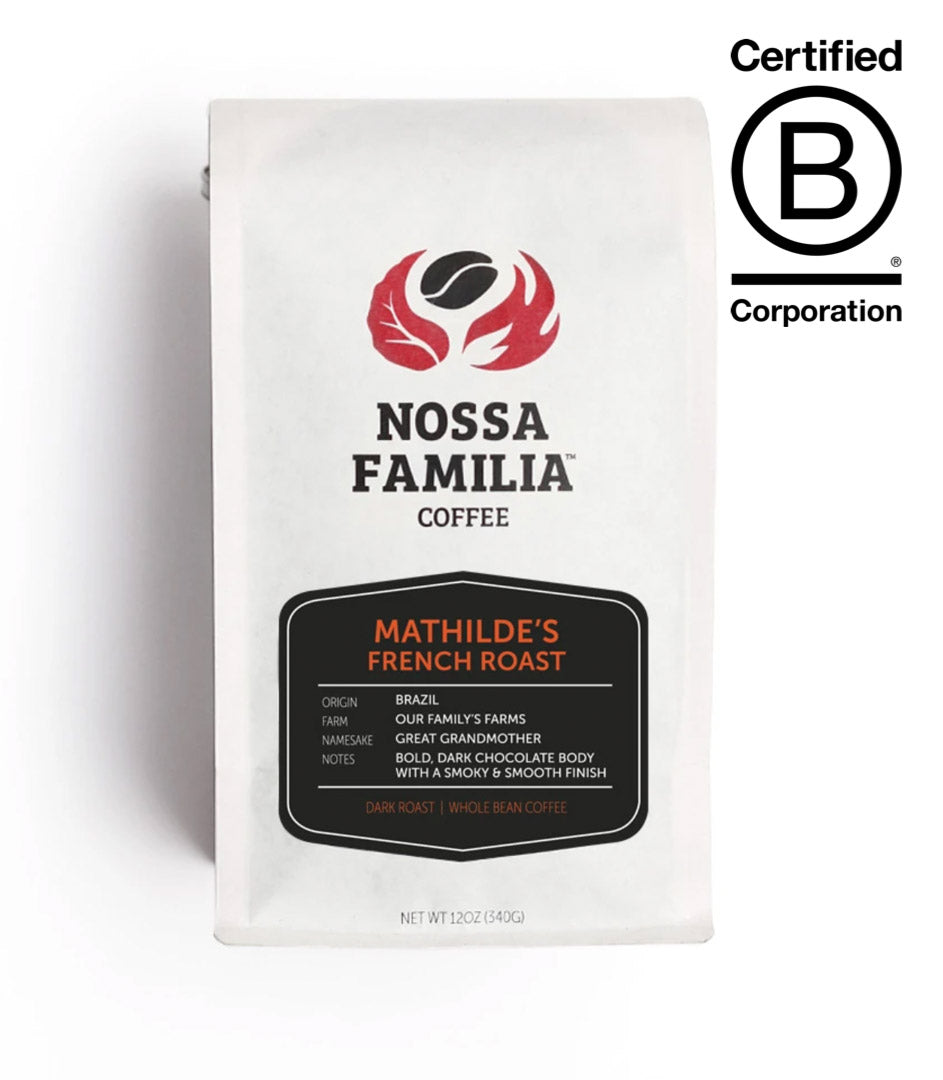 Certified
B
®
Corporation
NOSSA
FAMILIA™
COFFEE
MATHILDE'S
FRENCH ROAST
ORIGIN BRAZIL
FARM OUR FAMILY'S FARMS
NAMESAKE GREAT GRANDMOTHER
NOTES BOLD, DARK CHOCOLATE BODY
WITH A SMOKY & SMOOTH FINISH
DARK ROAST | WHOLE BEAN COFFEE
NET WT 12OZ (340G)